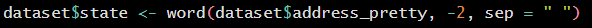 dataset$state <- word(dataset$address_pretty, -2, sep = " ")